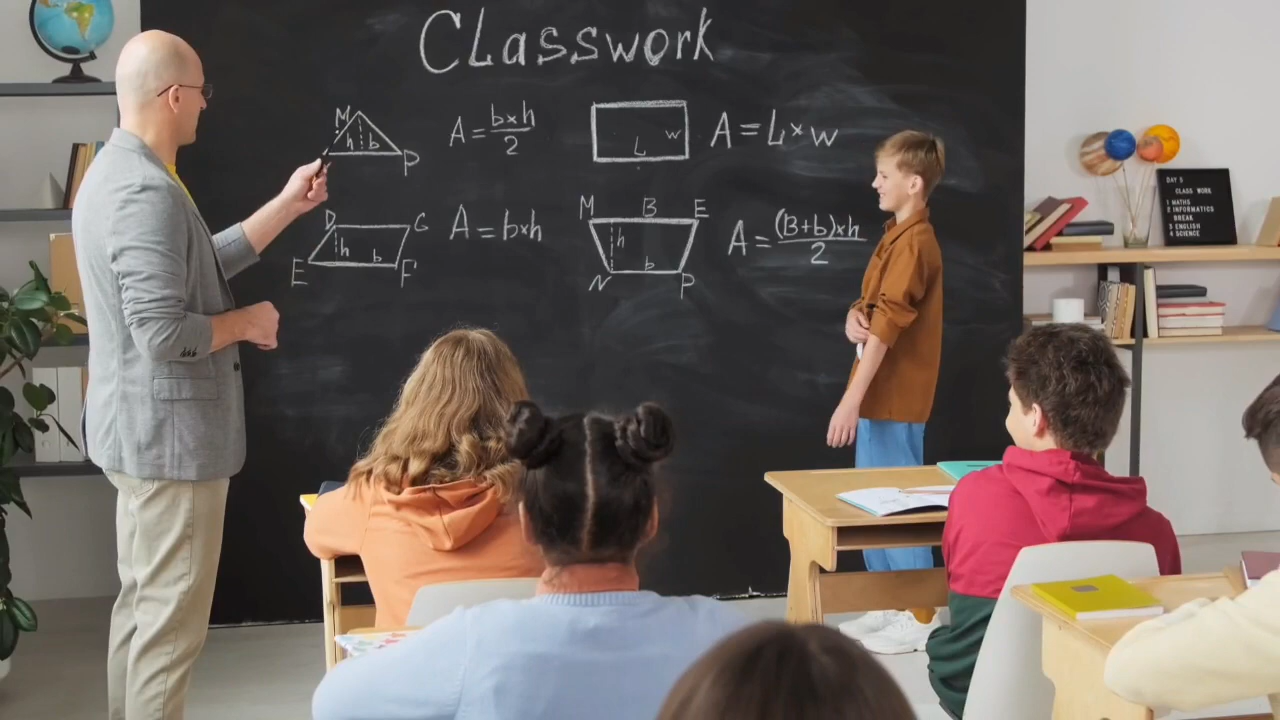 Classwork
M
h b
P
A = b×h
2
L w
A = L×w
D G
h
b
E F
A = b×h
M B E
h
b
N P
A = (B+b)×h
2
DAY 5
CLASS WORK
1 MATHS
2 INFORMATICS
BREAK
3 ENGLISH
4 SCIENCE